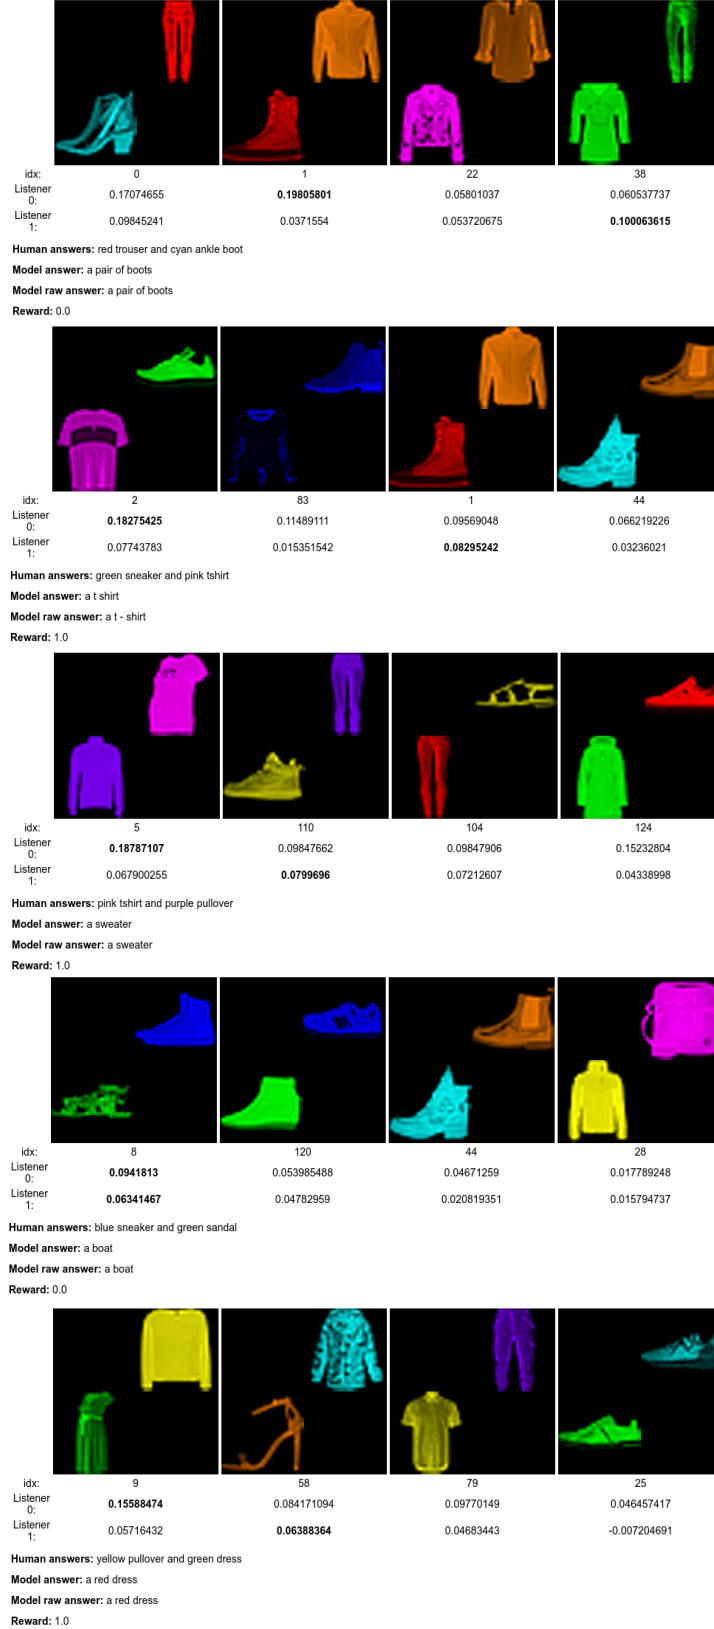 idx: 0 1 22 38
Listener 0: 0.17074655 0.19805801 0.05801037 0.060537737
Listener 1: 0.09845241 0.0371554 0.053720675 0.100063615
Human answers: red trouser and cyan ankle boot
Model answer: a pair of boots
Model raw answer: a pair of boots
Reward: 0.0
idx: 2 83 1 44
Listener 0: 0.18275425 0.11489111 0.09569048 0.066219226
Listener 1: 0.07743783 0.015351542 0.08295242 0.03236021
Human answers: green sneaker and pink tshirt
Model answer: a t shirt
Model raw answer: a t - shirt
Reward: 1.0
idx: 5 110 104 124
Listener 0: 0.18787107 0.09847662 0.09847906 0.15232804
Listener 1: 0.067900255 0.0799696 0.07212607 0.04338998
Human answers: pink tshirt and purple pullover
Model answer: a sweater
Model raw answer: a sweater
Reward: 1.0
idx: 8 120 44 28
Listener 0: 0.0941813 0.053985488 0.04671259 0.017789248
Listener 1: 0.06341467 0.04782959 0.020819351 0.015794737
Human answers: blue sneaker and green sandal
Model answer: a boat
Model raw answer: a boat
Reward: 0.0
idx: 9 58 79 25
Listener 0: 0.15588474 0.084171094 0.09770149 0.046457417
Listener 1: 0.05716432 0.06388364 0.04683443 -0.007204691
Human answers: yellow pullover and green dress
Model answer: a red dress
Model raw answer: a red dress
Reward: 1.0